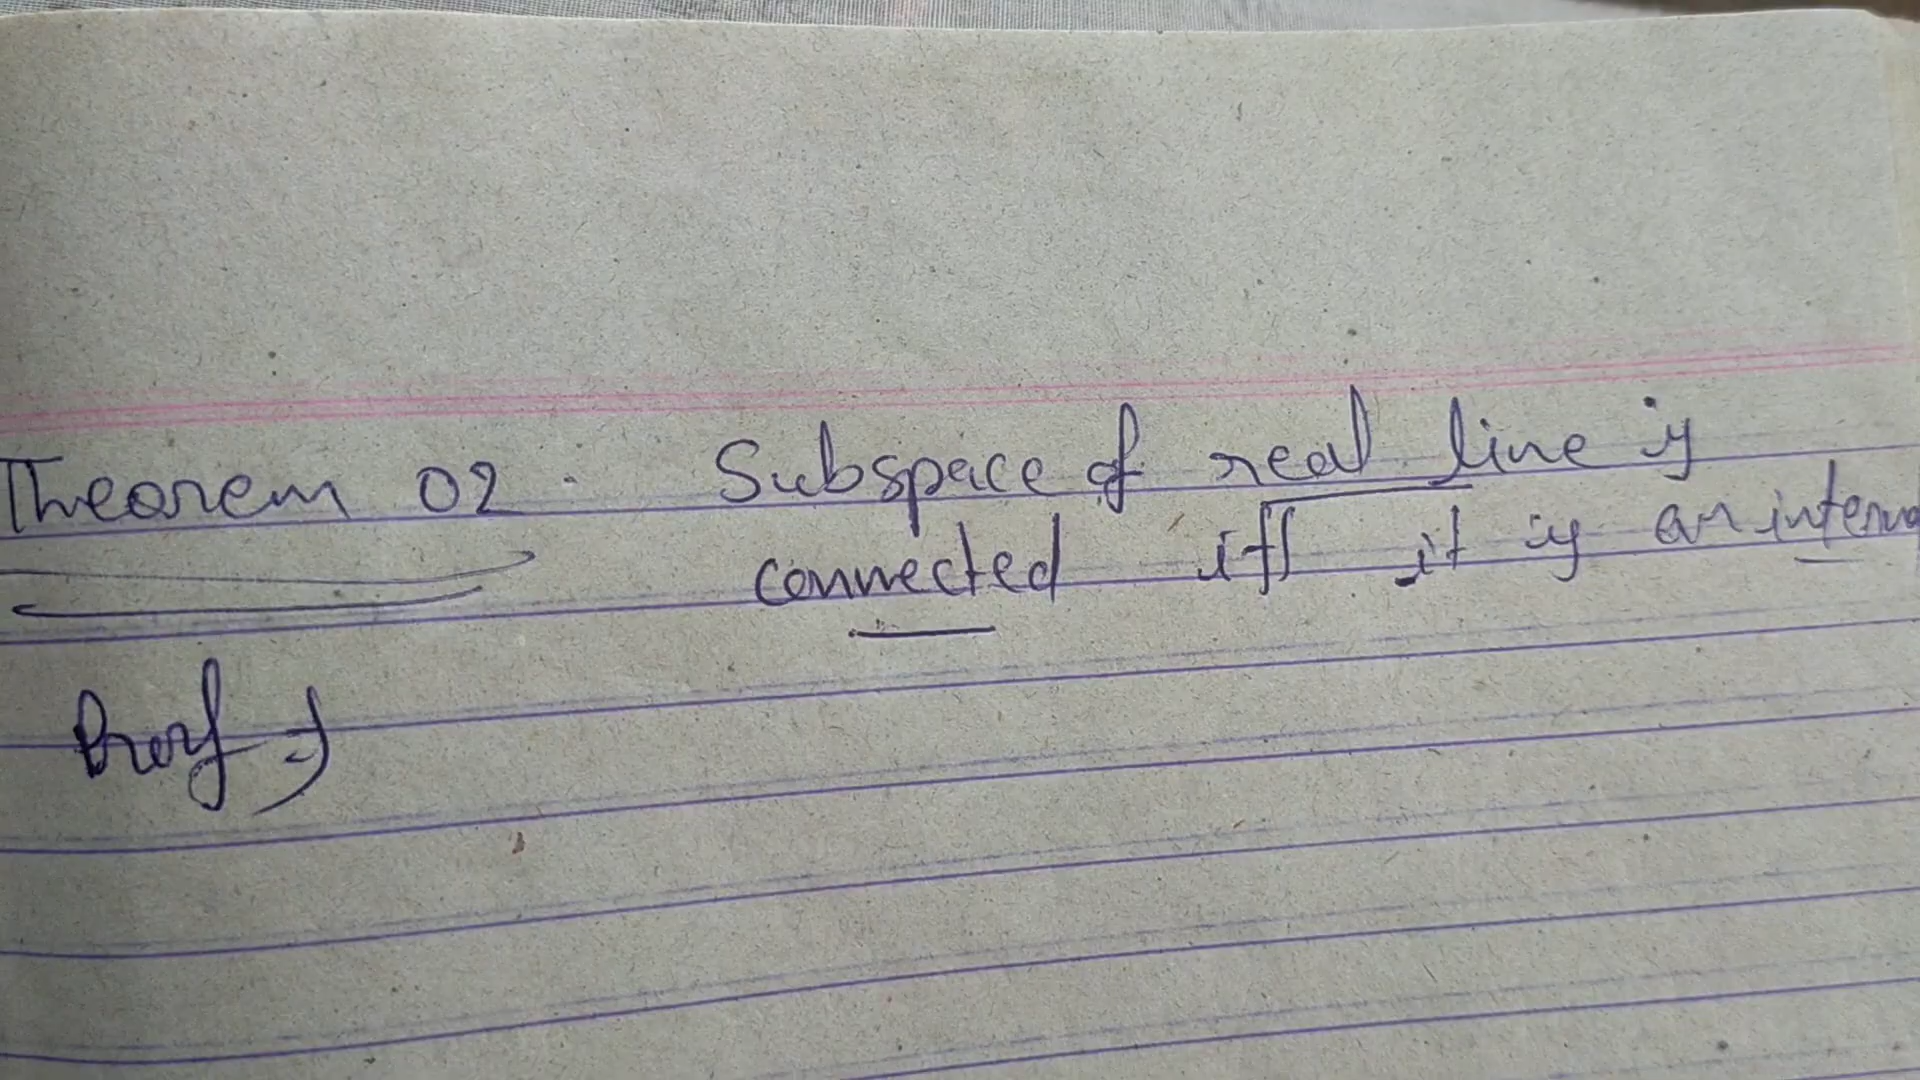 Theorem 02. Subspace of real line is
connected iff it is an interva
Proof :-